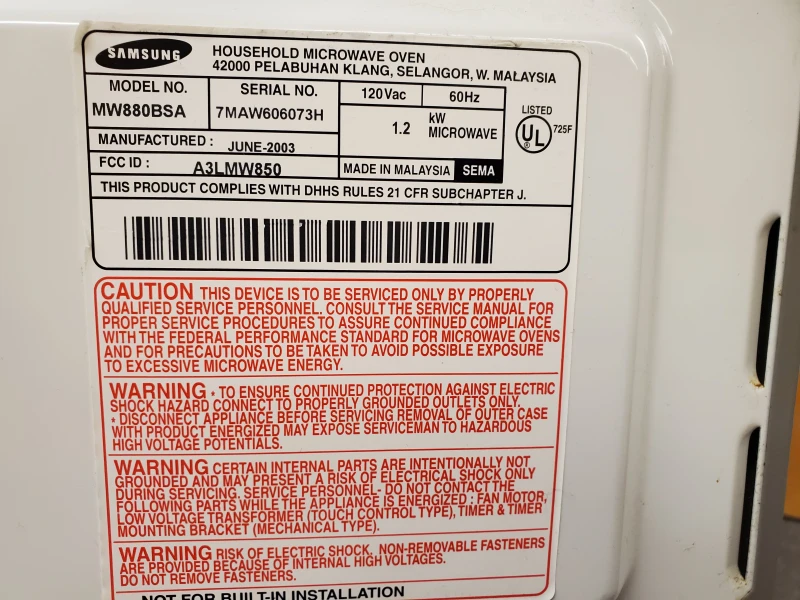 SAMSUNG
HOUSEHOLD MICROWAVE OVEN
42000 PELABUHAN KLANG, SELANGOR, W. MALAYSIA
MODEL NO.
MW880BSA
SERIAL NO.
7MAW606073H
120Vac
60Hz
1.2 kW
MICROWAVE
LISTED
UL
®
725F
MANUFACTURED : JUNE-2003
FCC ID : A3LMW850
MADE IN MALAYSIA SEMA
THIS PRODUCT COMPLIES WITH DHHS RULES 21 CFR SUBCHAPTER J.
CAUTION THIS DEVICE IS TO BE SERVICED ONLY BY PROPERLY
QUALIFIED SERVICE PERSONNEL. CONSULT THE SERVICE MANUAL FOR
PROPER SERVICE PROCEDURES TO ASSURE CONTINUED COMPLIANCE
WITH THE FEDERAL PERFORMANCE STANDARD FOR MICROWAVE OVENS
AND FOR PRECAUTIONS TO BE TAKEN TO AVOID POSSIBLE EXPOSURE
TO EXCESSIVE MICROWAVE ENERGY.
WARNING * TO ENSURE CONTINUED PROTECTION AGAINST ELECTRIC
SHOCK HAZARD CONNECT TO PROPERLY GROUNDED OUTLETS ONLY.
* DISCONNECT APPLIANCE BEFORE SERVICING REMOVAL OF OUTER CASE
WITH PRODUCT ENERGIZED MAY EXPOSE SERVICEMAN TO HAZARDOUS
HIGH VOLTAGE POTENTIALS.
WARNING CERTAIN INTERNAL PARTS ARE INTENTIONALLY NOT
GROUNDED AND MAY PRESENT A RISK OF ELECTRICAL SHOCK ONLY
DURING SERVICING. SERVICE PERSONNEL- DO NOT CONTACT THE
FOLLOWING PARTS WHILE THE APPLIANCE IS ENERGIZED : FAN MOTOR,
LOW VOLTAGE TRANSFORMER (TOUCH CONTROL TYPE), TIMER & TIMER
MOUNTING BRACKET (MECHANICAL TYPE).
WARNING RISK OF ELECTRIC SHOCK. NON-REMOVABLE FASTENERS
ARE PROVIDED BECAUSE OF INTERNAL HIGH VOLTAGES.
DO NOT REMOVE FASTENERS.
NOT FOR BUILT-IN INSTALLATION